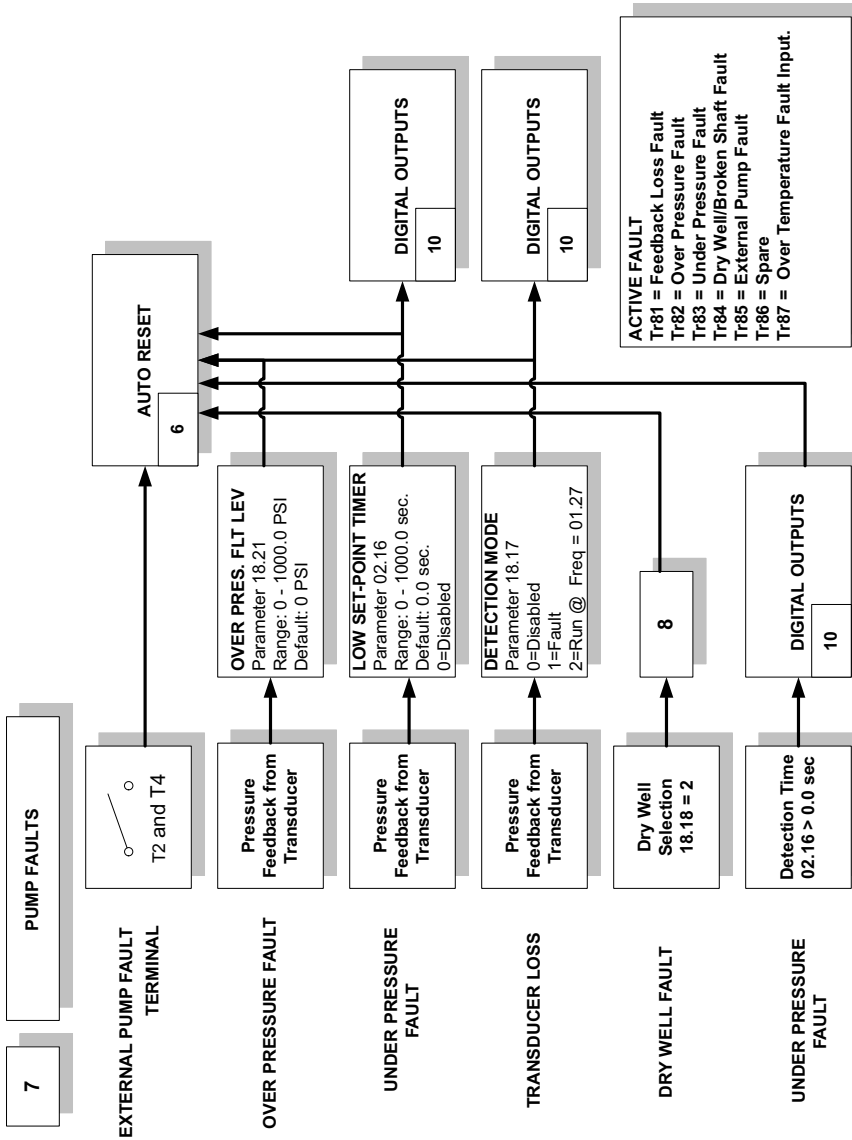 7
PUMP FAULTS
EXTERNAL PUMP FAULT
TERMINAL
T2 and T4
AUTO RESET
6
OVER PRESSURE FAULT
Pressure
Feedback from
Transducer
OVER PRES. FLT LEV
Parameter 18.21
Range: 0 - 1000.0 PSI
Default: 0 PSI
UNDER PRESSURE
FAULT
Pressure
Feedback from
Transducer
LOW SET-POINT TIMER
Parameter 02.16
Range: 0 - 1000.0 sec.
Default: 0.0 sec.
0=Disabled
DIGITAL OUTPUTS
10
TRANSDUCER LOSS
Pressure
Feedback from
Transducer
DETECTION MODE
Parameter 18.17
0=Disabled
1=Fault
2=Run @ Freq = 01.27
DIGITAL OUTPUTS
10
DRY WELL FAULT
Dry Well
Selection
18.18 = 2
8
UNDER PRESSURE
FAULT
Detection Time
02.16 > 0.0 sec
DIGITAL OUTPUTS
10
ACTIVE FAULT
Tr81 = Feedback Loss Fault
Tr82 = Over Pressure Fault
Tr83 = Under Pressure Fault
Tr84 = Dry Well/Broken Shaft Fault
Tr85 = External Pump Fault
Tr86 = Spare
Tr87 = Over Temperature Fault Input.